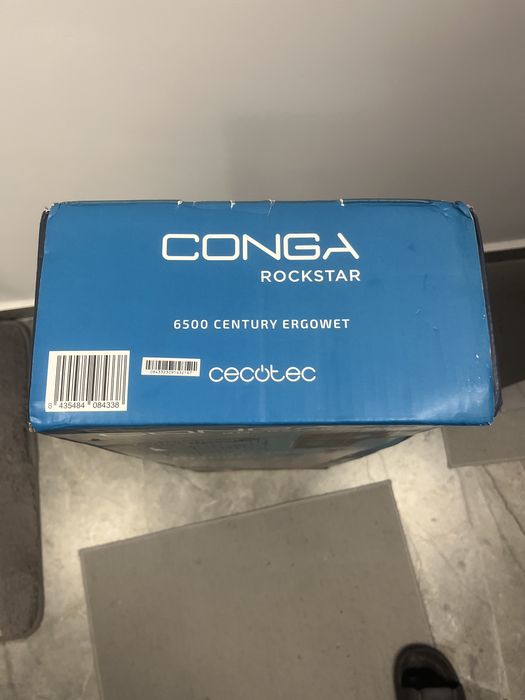 CONGA
ROCKSTAR
6500 CENTURY ERGOWET
cecotec
8 435484 084338